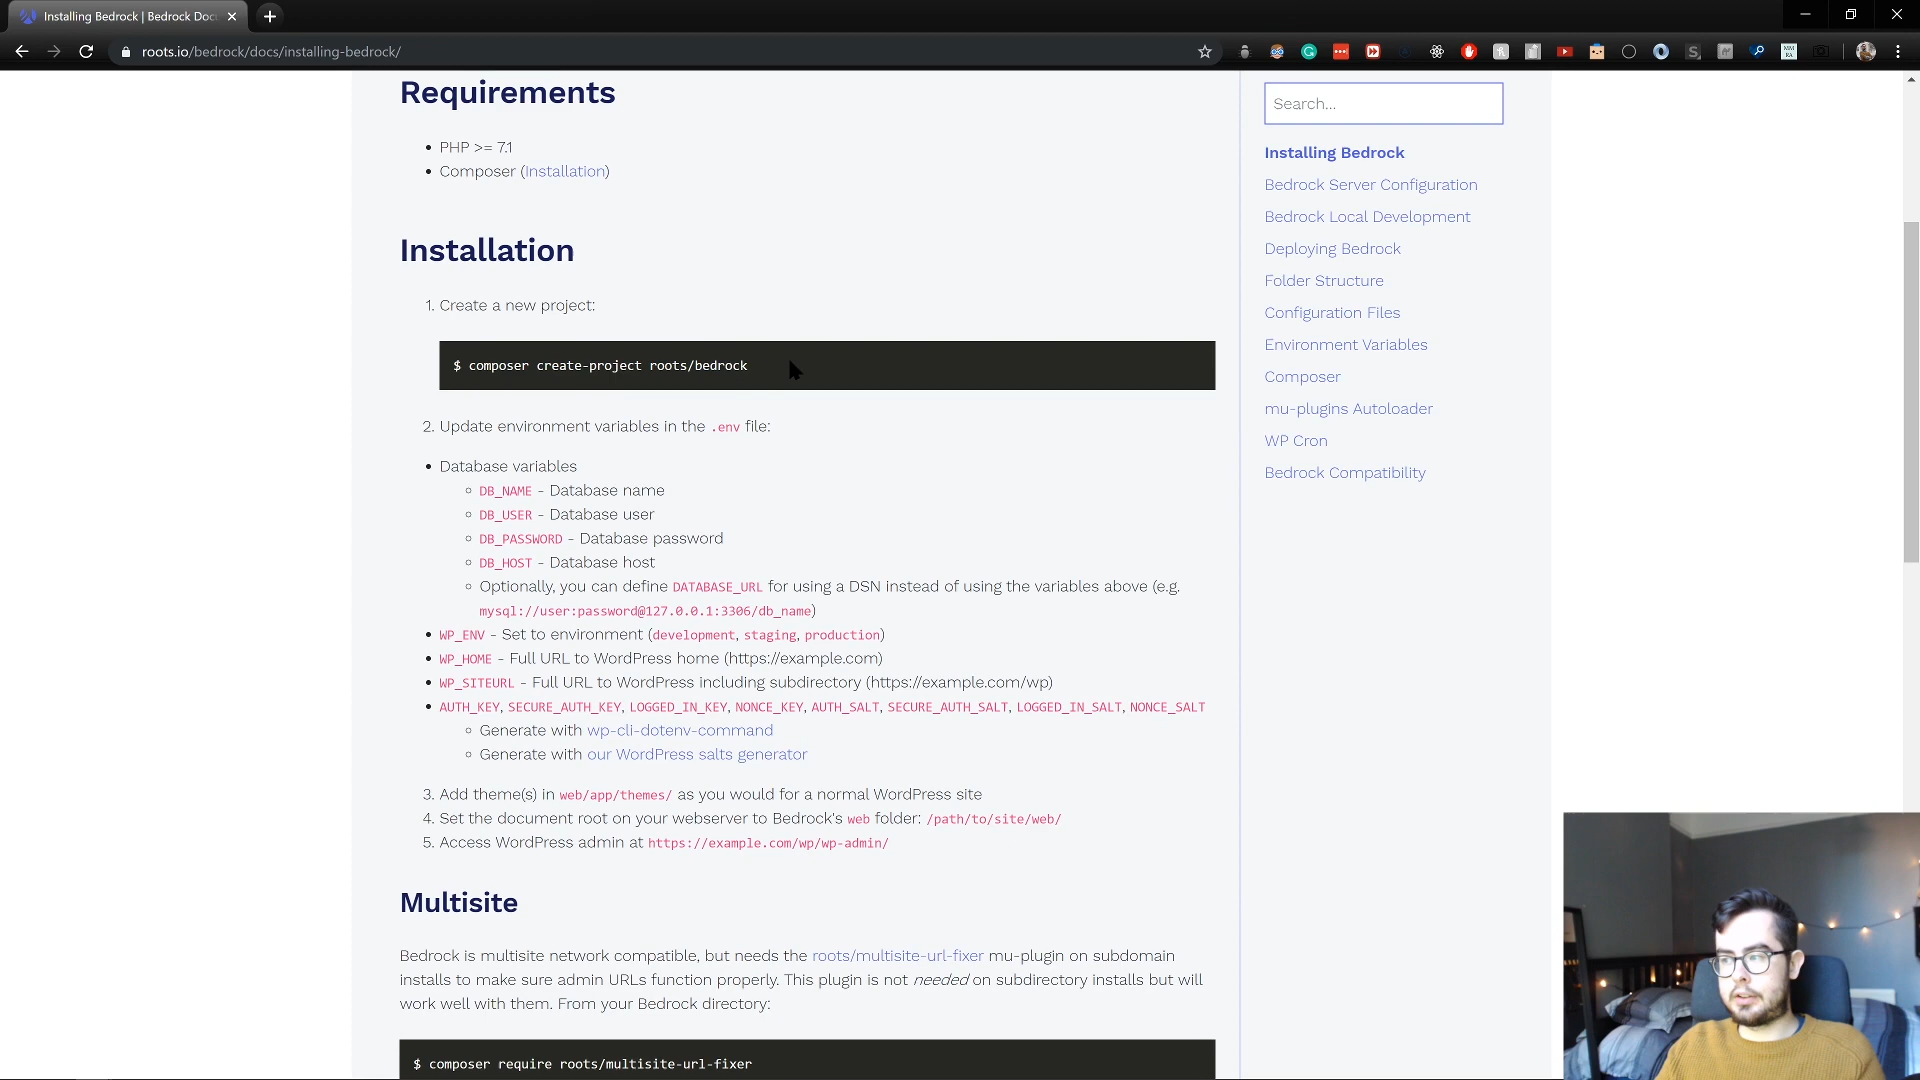 Installing Bedrock | Bedrock Doc
roots.io/bedrock/docs/installing-bedrock/
Requirements
• PHP >= 7.1
• Composer (Installation)
Installation
1. Create a new project:
$ composer create-project roots/bedrock
2. Update environment variables in the .env file:
• Database variables
◦ DB_NAME - Database name
◦ DB_USER - Database user
◦ DB_PASSWORD - Database password
◦ DB_HOST - Database host
◦ Optionally, you can define DATABASE_URL for using a DSN instead of using the variables above (e.g.
mysql://user:password@127.0.0.1:3306/db_name)
• WP_ENV - Set to environment (development, staging, production)
• WP_HOME - Full URL to WordPress home (https://example.com)
• WP_SITEURL - Full URL to WordPress including subdirectory (https://example.com/wp)
• AUTH_KEY, SECURE_AUTH_KEY, LOGGED_IN_KEY, NONCE_KEY, AUTH_SALT, SECURE_AUTH_SALT, LOGGED_IN_SALT, NONCE_SALT
◦ Generate with wp-cli-dotenv-command
◦ Generate with our WordPress salts generator
3. Add theme(s) in web/app/themes/ as you would for a normal WordPress site
4. Set the document root on your webserver to Bedrock's web folder: /path/to/site/web/
5. Access WordPress admin at https://example.com/wp/wp-admin/
Multisite
Bedrock is multisite network compatible, but needs the roots/multisite-url-fixer mu-plugin on subdomain
installs to make sure admin URLs function properly. This plugin is not needed on subdirectory installs but will
work well with them. From your Bedrock directory:
$ composer require roots/multisite-url-fixer
Search...
Installing Bedrock
Bedrock Server Configuration
Bedrock Local Development
Deploying Bedrock
Folder Structure
Configuration Files
Environment Variables
Composer
mu-plugins Autoloader
WP Cron
Bedrock Compatibility